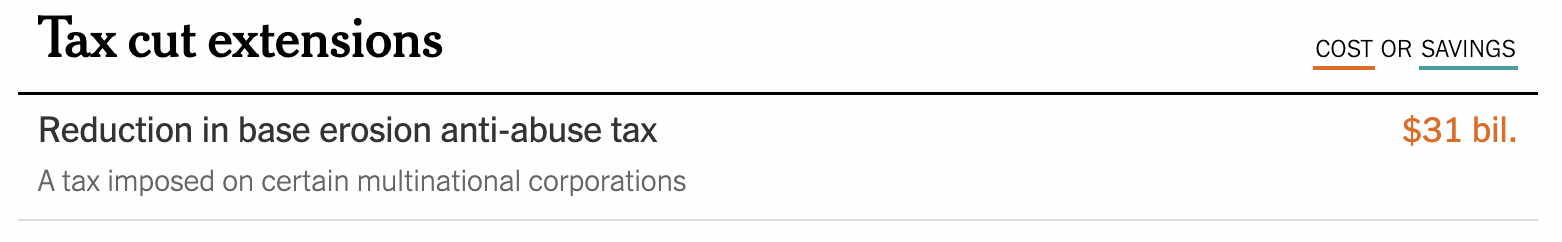 Tax cut extensions
COST OR SAVINGS
Reduction in base erosion anti-abuse tax
$31 bil.
A tax imposed on certain multinational corporations